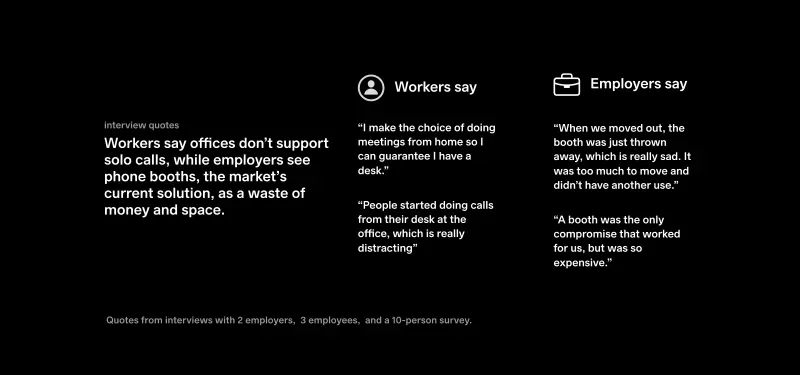 interview quotes
Workers say offices don’t support
solo calls, while employers see
phone booths, the market’s
current solution, as a waste of
money and space.
Workers say
“I make the choice of doing
meetings from home so I
can guarantee I have a
desk.”
“People started doing calls
from their desk at the
office, which is really
distracting”
Employers say
“When we moved out, the
booth was just thrown
away, which is really sad. It
was too much to move and
didn’t have another use.”
“A booth was the only
compromise that worked
for us, but was so
expensive.”
Quotes from interviews with 2 employers,  3 employees,  and a 10-person survey.